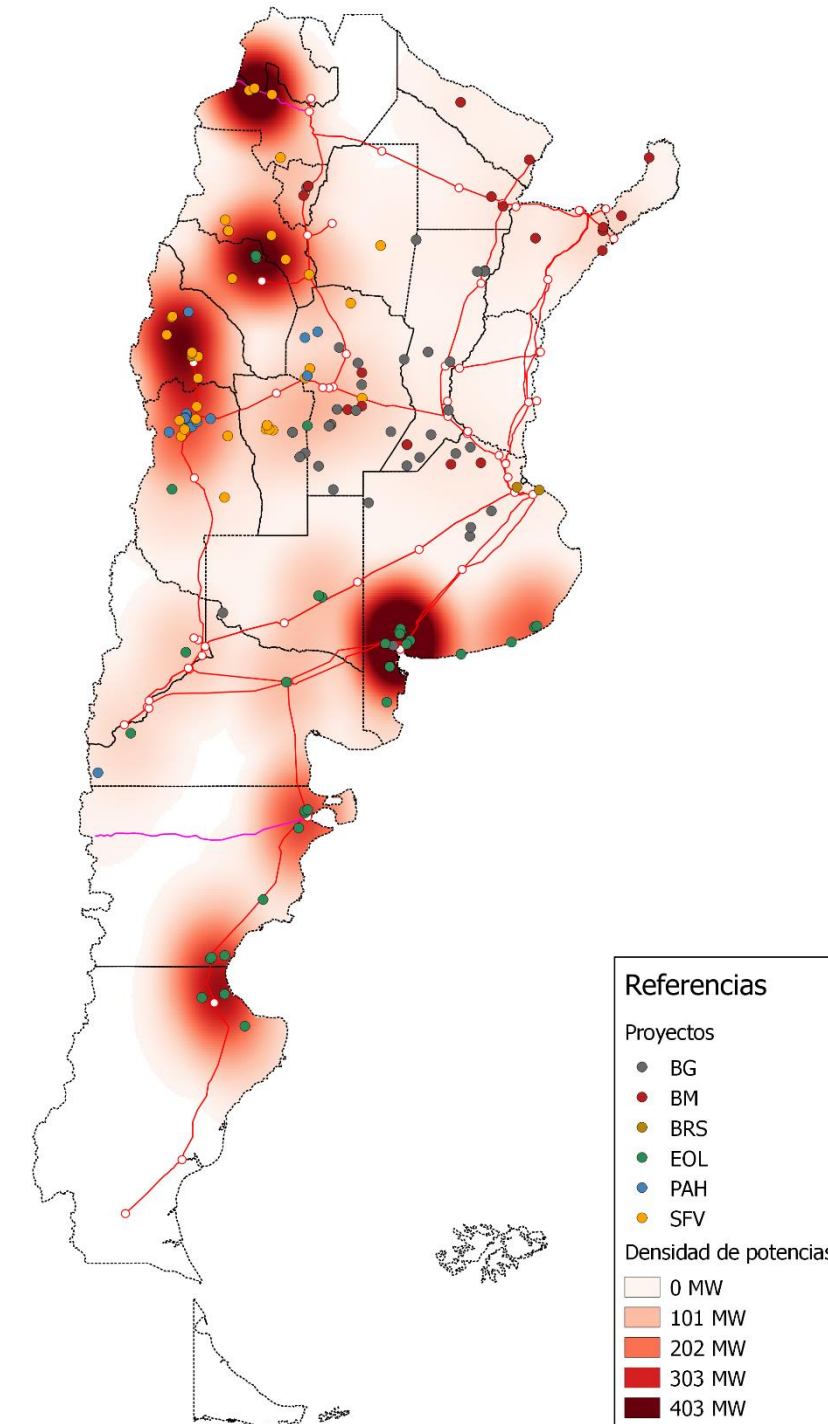 Referencias
Proyectos
BG
BM
BRS
EOL
PAH
SFV
Densidad de potencias
0 MW
101 MW
202 MW
303 MW
403 MW